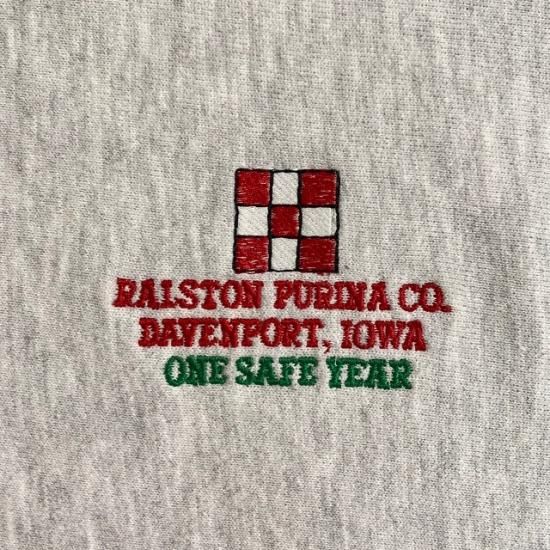 RALSTON PURINA CO.
DAVENPORT, IOWA
ONE SAFE YEAR